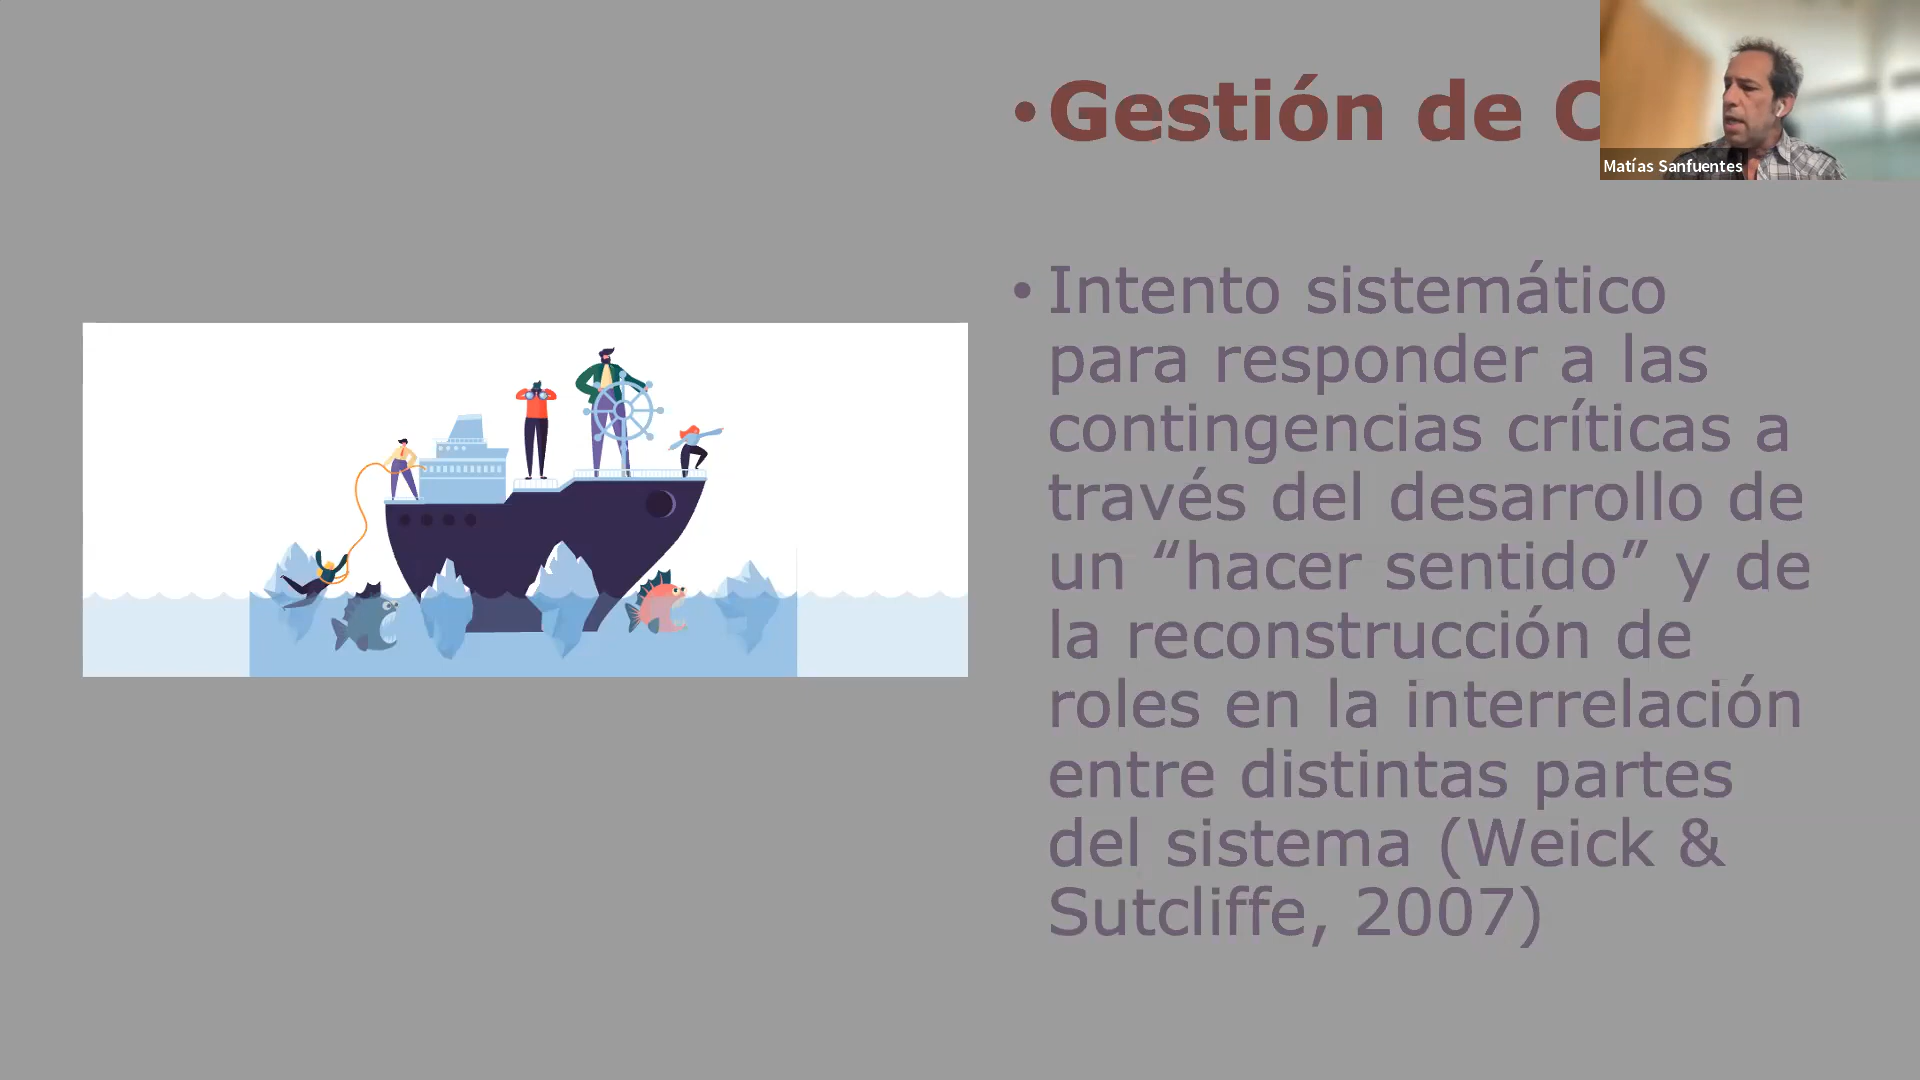 • Gestión de C
Matías Sanfuentes
• Intento sistemático
para responder a las
contingencias críticas a
través del desarrollo de
un “hacer sentido” y de
la reconstrucción de
roles en la interrelación
entre distintas partes
del sistema (Weick &
Sutcliffe, 2007)